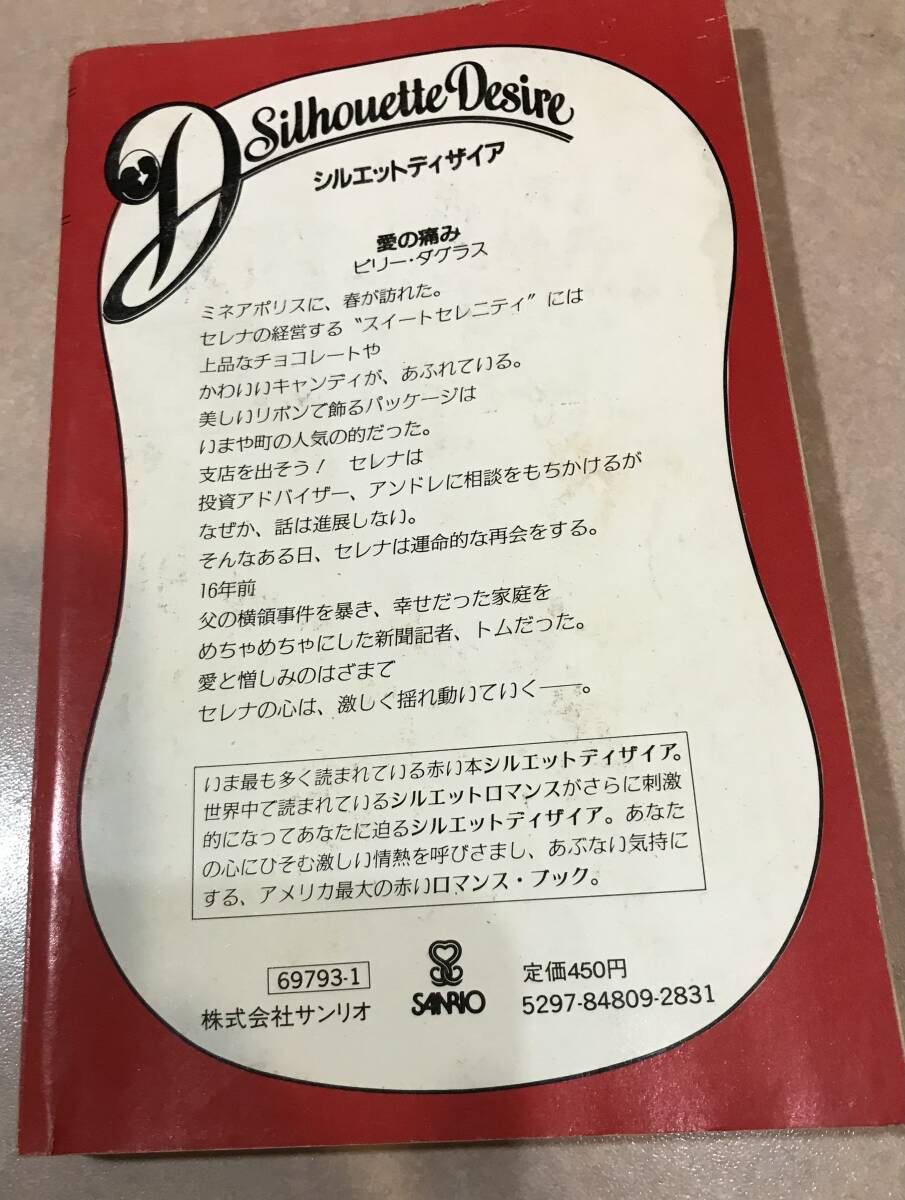 D Silhouette Desire
シルエットディザイア
愛の痛み
ビリー・ダグラス
ミネアポリスに、春が訪れた。
セレナの経営する〝スイートセレニティ〟には
上品なチョコレートや
かわいいキャンディが、あふれている。
美しいリボンで飾るパッケージは
いまや町の人気の的だった。
支店を出そう！　セレナは
投資アドバイザー、アンドレに相談をもちかけるが
なぜか、話は進展しない。
そんなある日、セレナは運命的な再会をする。
16年前
父の横領事件を暴き、幸せだった家庭を
めちゃめちゃにした新聞記者、トムだった。
愛と憎しみのはざまで
セレナの心は、激しく揺れ動いていく――。
いま最も多く読まれている赤い本シルエットディザイア。
世界中で読まれているシルエットロマンスがさらに刺激
的になってあなたに迫るシルエットディザイア。あなた
の心にひそむ激しい情熱を呼びさまし、あぶない気持に
する、アメリカ最大の赤いロマンス・ブック。
69793-1
株式会社サンリオ
SANRIO
定価450円
5297-84809-2831